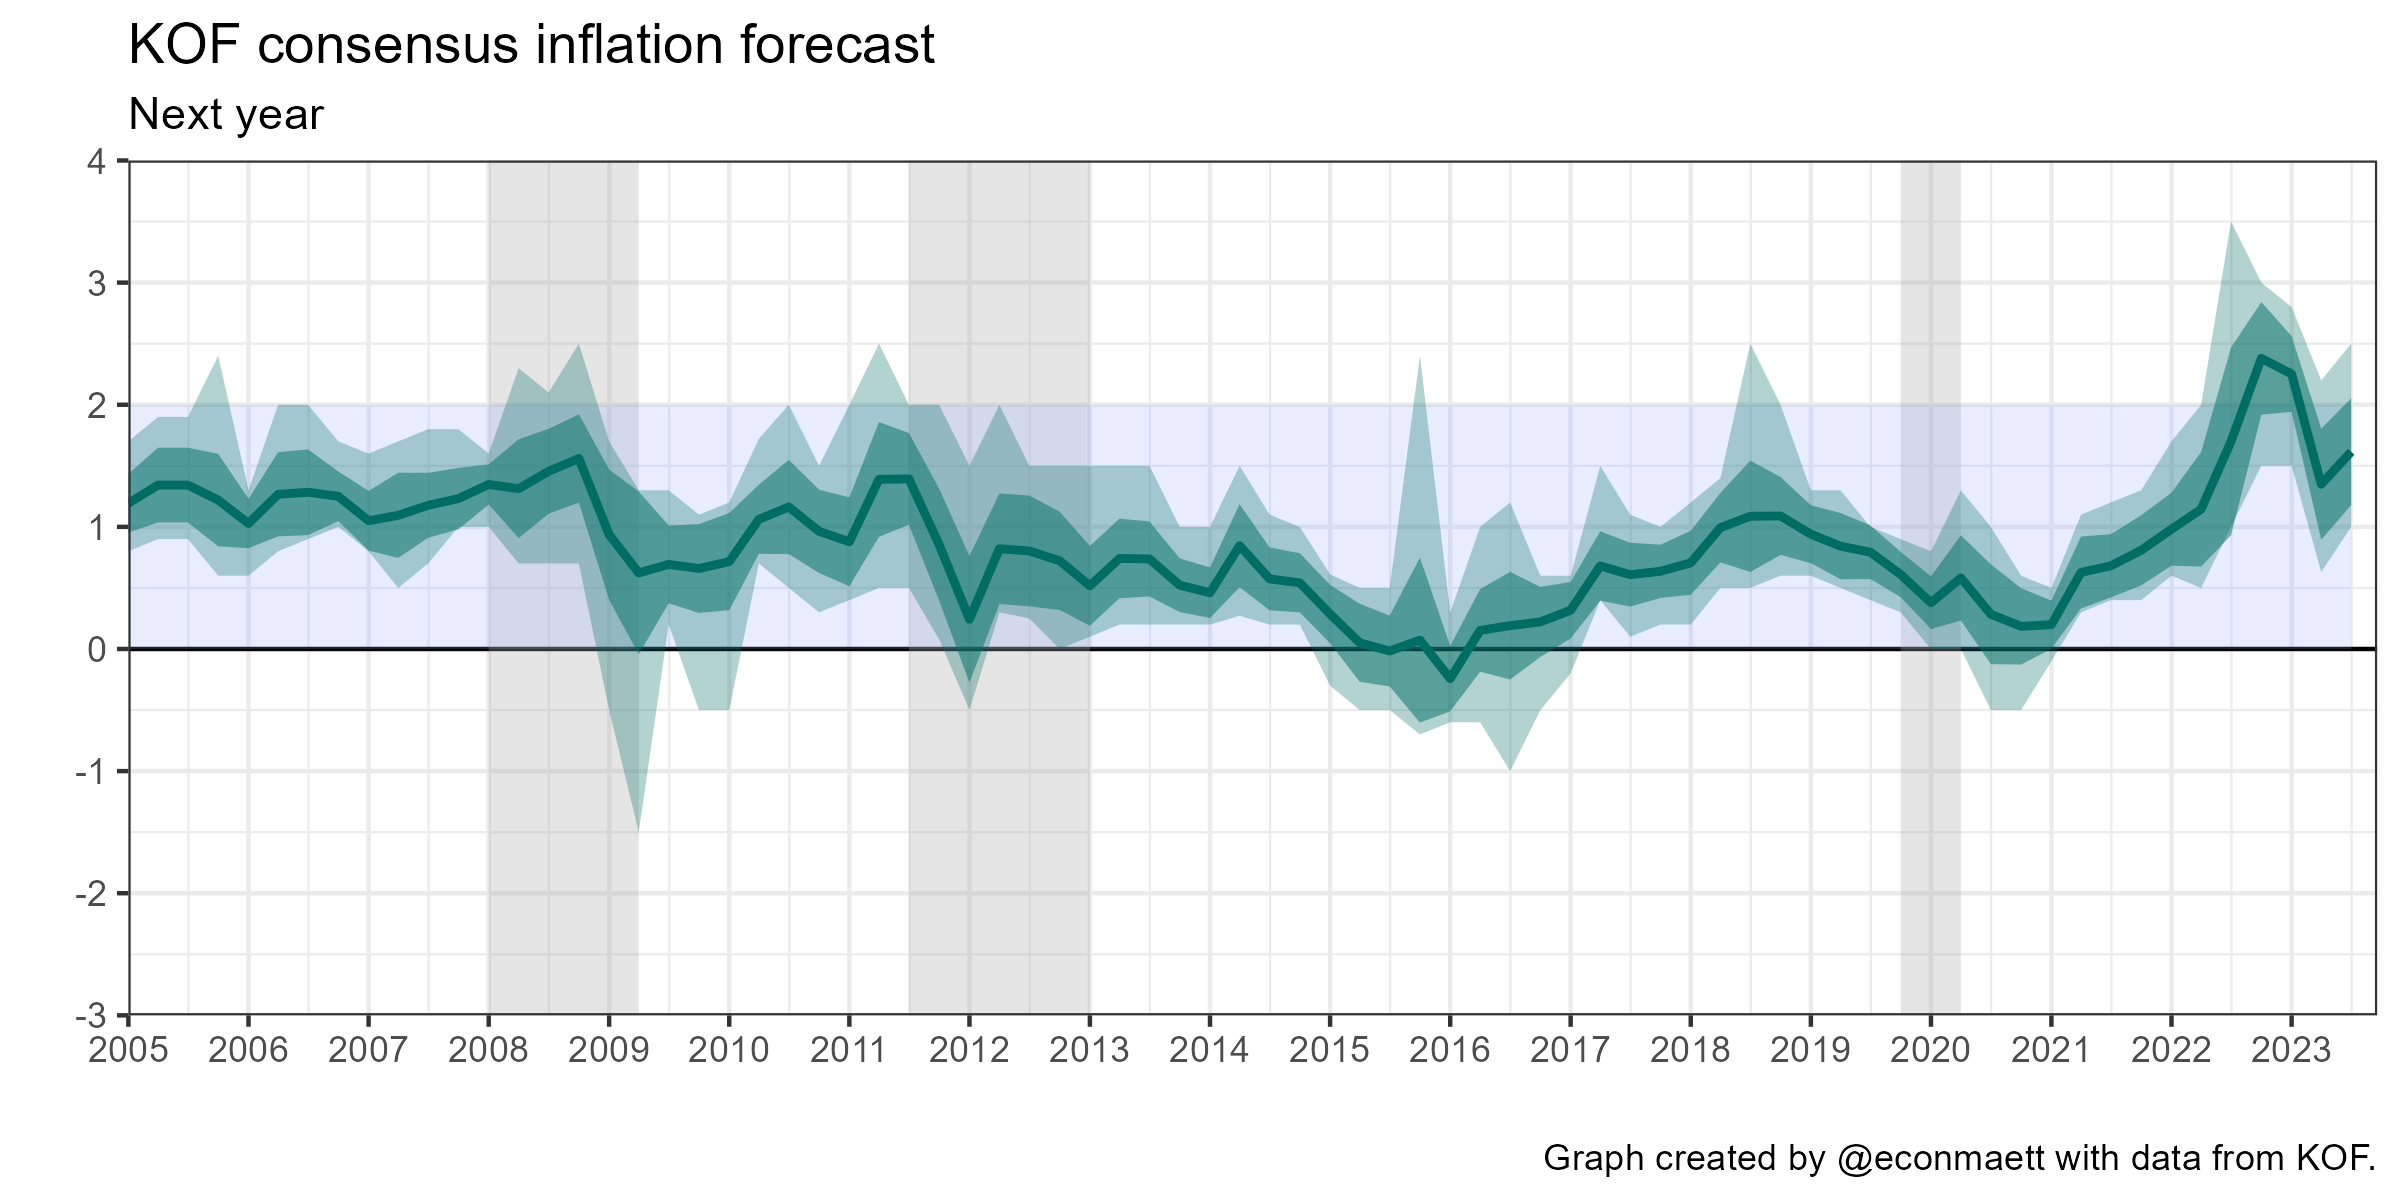 KOF consensus inflation forecast
Next year
4
3
2
1
0
-1
-2
-3
2005 2006 2007 2008 2009 2010 2011 2012 2013 2014 2015 2016 2017 2018 2019 2020 2021 2022 2023
Graph created by @econmaett with data from KOF.